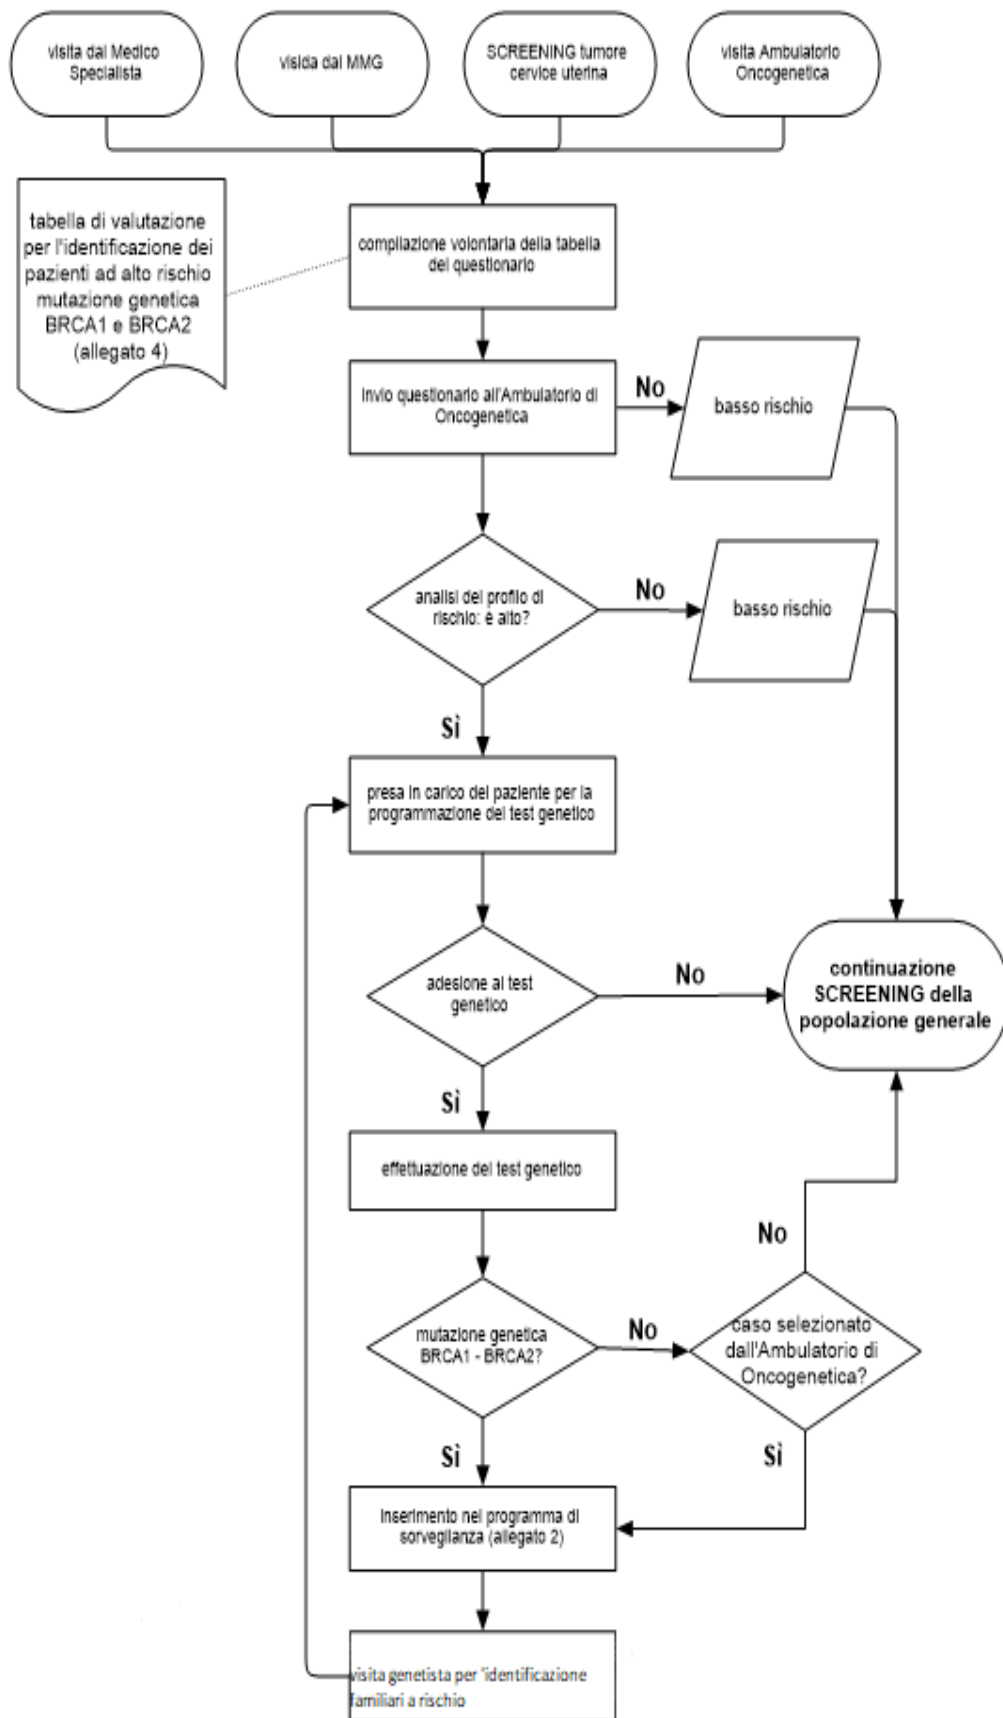 visita dal Medico
Specialista
visida dal MMG
SCREENING tumore
cervice uterina
visita Ambulatorio
Oncogenetica
tabella di valutazione
per l'identificazione dei
pazienti ad alto rischio
mutazione genetica
BRCA1 e BRCA2
(allegato 4)
compilazione volontaria della tabella
del questionario
invio questionario all'Ambulatorio di
Oncogenetica
No
basso rischio
analisi del profilo di
rischio: è alto?
No
basso rischio
Sì
presa in carico del paziente per la
programmazione del test genetico
adesione al test
genetico
No
continuazione
SCREENING della
popolazione generale
Sì
effettuazione del test genetico
No
mutazione genetica
BRCA1 - BRCA2?
No
caso selezionato
dall'Ambulatorio di
Oncogenetica?
Sì
Sì
inserimento nel programma di
sorveglianza (allegato 2)
visita genetista per 'identificazione
familiari a rischio